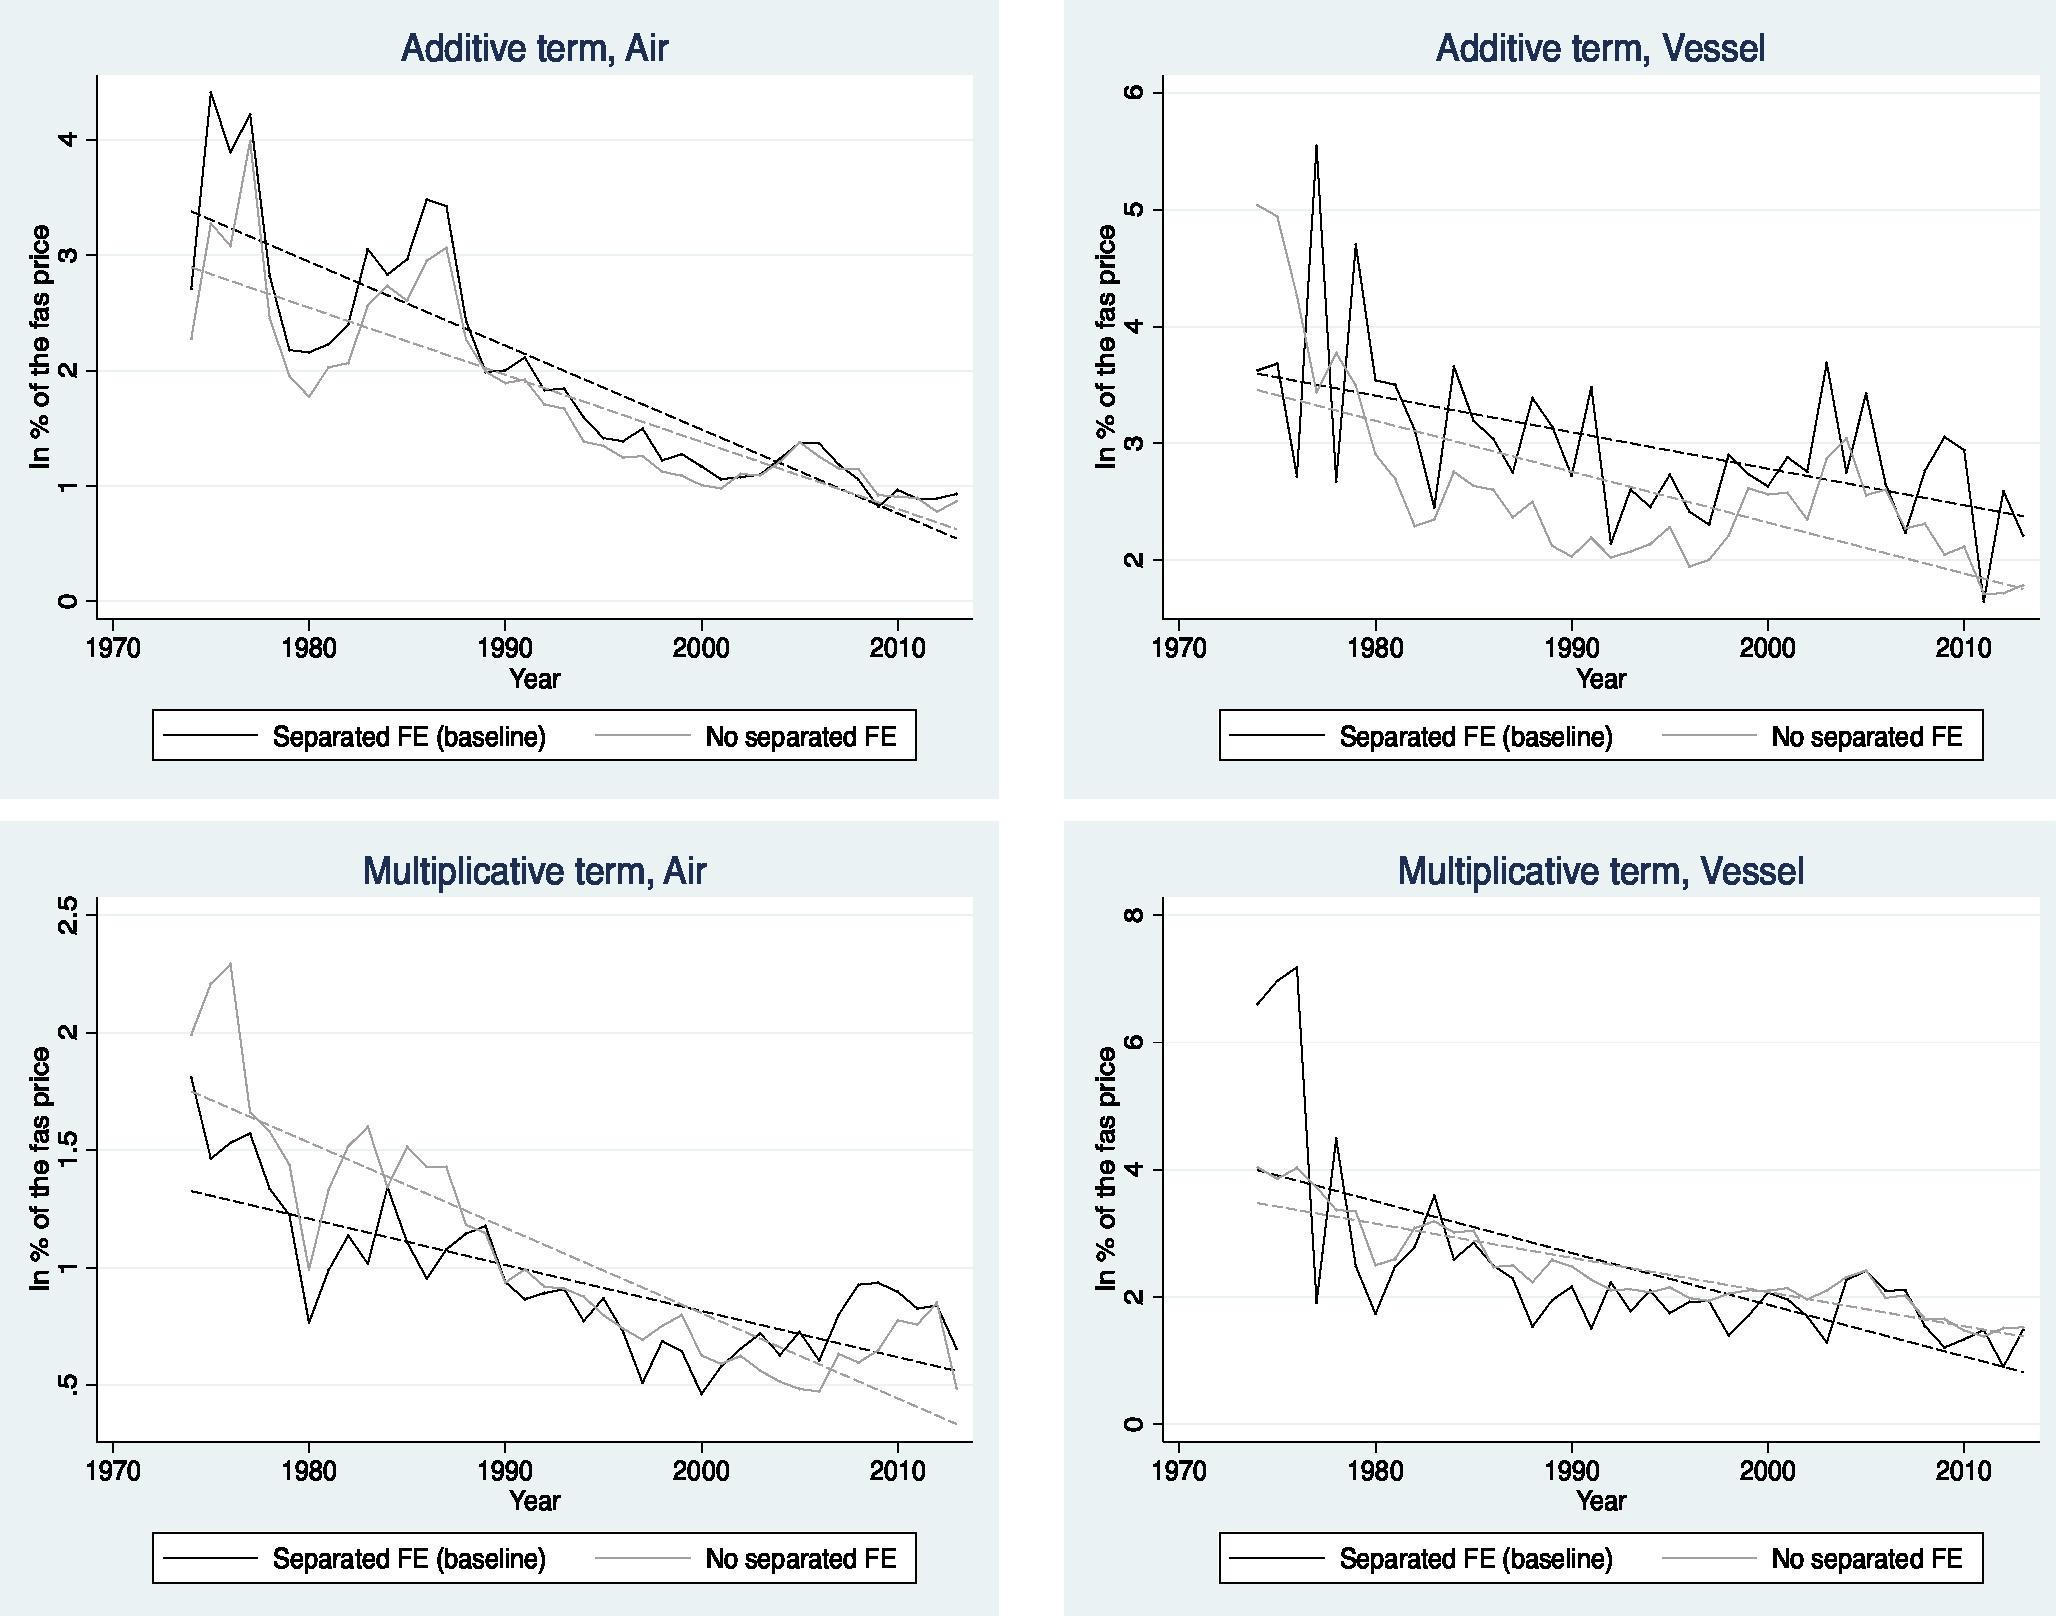 Additive term, Air
In % of the fas price
4
3
2
1
0
1970 1980 1990 2000 2010
Year
Separated FE (baseline) No separated FE
Additive term, Vessel
In % of the fas price
6
5
4
3
2
1970 1980 1990 2000 2010
Year
Separated FE (baseline) No separated FE
Multiplicative term, Air
In % of the fas price
2.5
2
1.5
1
.5
1970 1980 1990 2000 2010
Year
Separated FE (baseline) No separated FE
Multiplicative term, Vessel
In % of the fas price
8
6
4
2
0
1970 1980 1990 2000 2010
Year
Separated FE (baseline) No separated FE